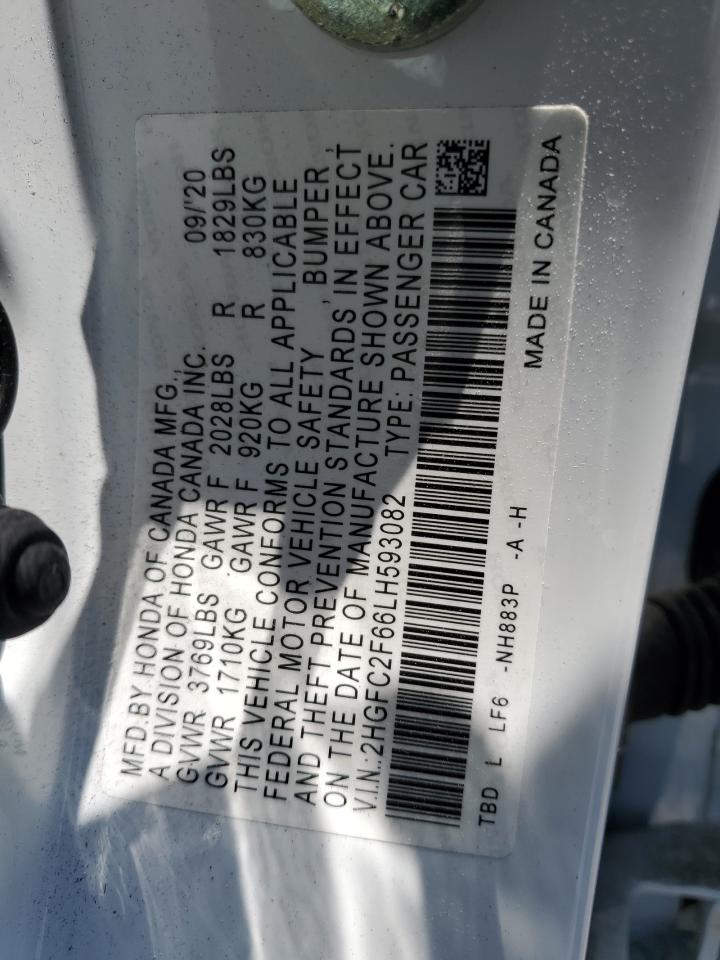 MFD.BY HONDA OF CANADA MFG.,
A DIVISION OF HONDA CANADA INC. 09/'20
GVWR 3769LBS GAWR F 2028LBS R 1829LBS
GVWR 1710KG GAWR F 920KG R 830KG
THIS VEHICLE CONFORMS TO ALL APPLICABLE
FEDERAL MOTOR VEHICLE SAFETY , BUMPER ,
AND THEFT PREVENTION STANDARDS IN EFFECT
ON THE DATE OF MANUFACTURE SHOWN ABOVE.
V.I.N.:2HGFC2F66LH593082 TYPE: PASSENGER CAR
TBD L LF6 -NH883P -A -H MADE IN CANADA